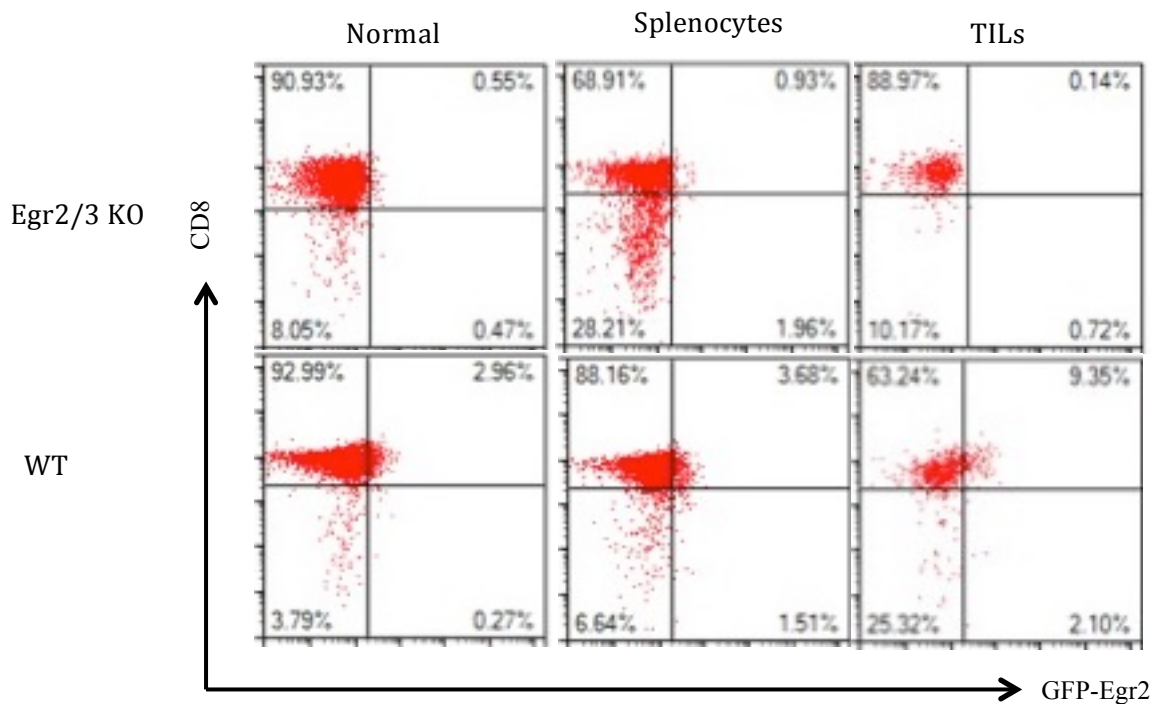 Normal
Splenocytes
TILs
Egr2/3 KO
CD8
90.93% 0.55%
8.05% 0.47%
68.91% 0.93%
28.21% 1.96%
88.97% 0.14%
10.17% 0.72%
WT
92.99% 2.96%
3.79% 0.27%
88.16% 3.68%
6.64% 1.51%
63.24% 9.35%
25.32% 2.10%
GFP-Egr2